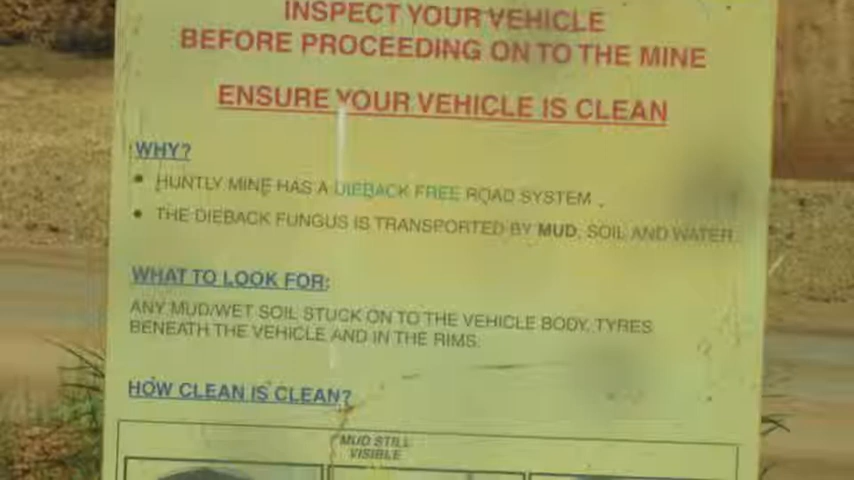 INSPECT YOUR VEHICLE
BEFORE PROCEEDING ON TO THE MINE
ENSURE YOUR VEHICLE IS CLEAN
WHY?
• HUNTLY MINE HAS A DIEBACK FREE ROAD SYSTEM .
• THE DIEBACK FUNGUS IS TRANSPORTED BY MUD, SOIL AND WATER.
WHAT TO LOOK FOR:
ANY MUD/WET SOIL STUCK ON TO THE VEHICLE BODY, TYRES
BENEATH THE VEHICLE AND IN THE RIMS.
HOW CLEAN IS CLEAN?
MUD STILL
VISIBLE